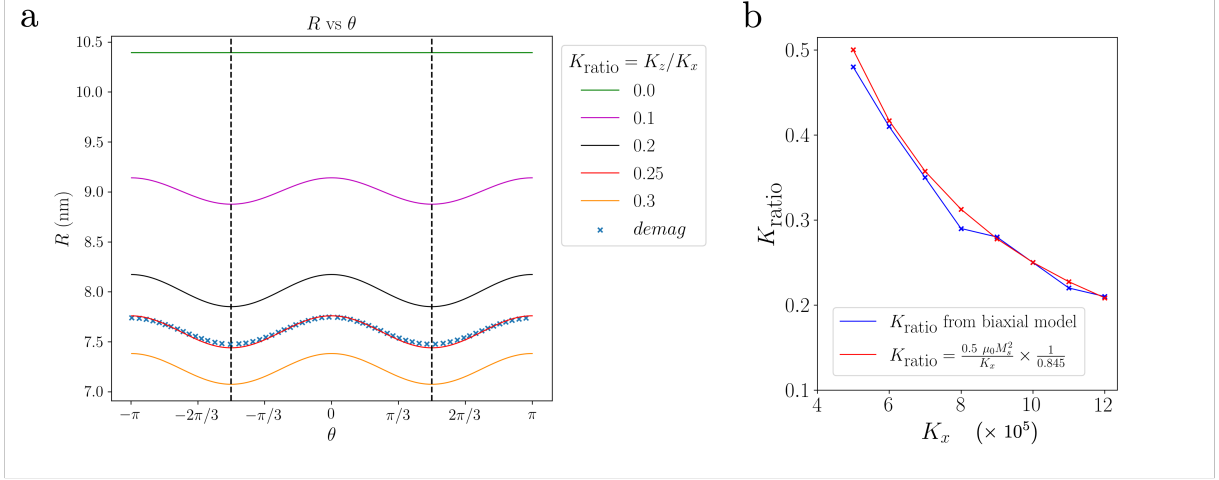 a
R vs θ
10.5
10.0
9.5
9.0
8.5
8.0
7.5
7.0
R (nm)
−π
−2π/3
−π/3
0
π/3
2π/3
π
θ
K_ratio = K_z/K_x
0.0
0.1
0.2
0.25
0.3
demag
b
0.5
0.4
0.3
0.2
0.1
K_ratio
4
6
8
10
12
K_x (× 10^5)
K_ratio from biaxial model
K_ratio = \frac{0.5 μ_0 M_s^2}{K_x} × \frac{1}{0.845}